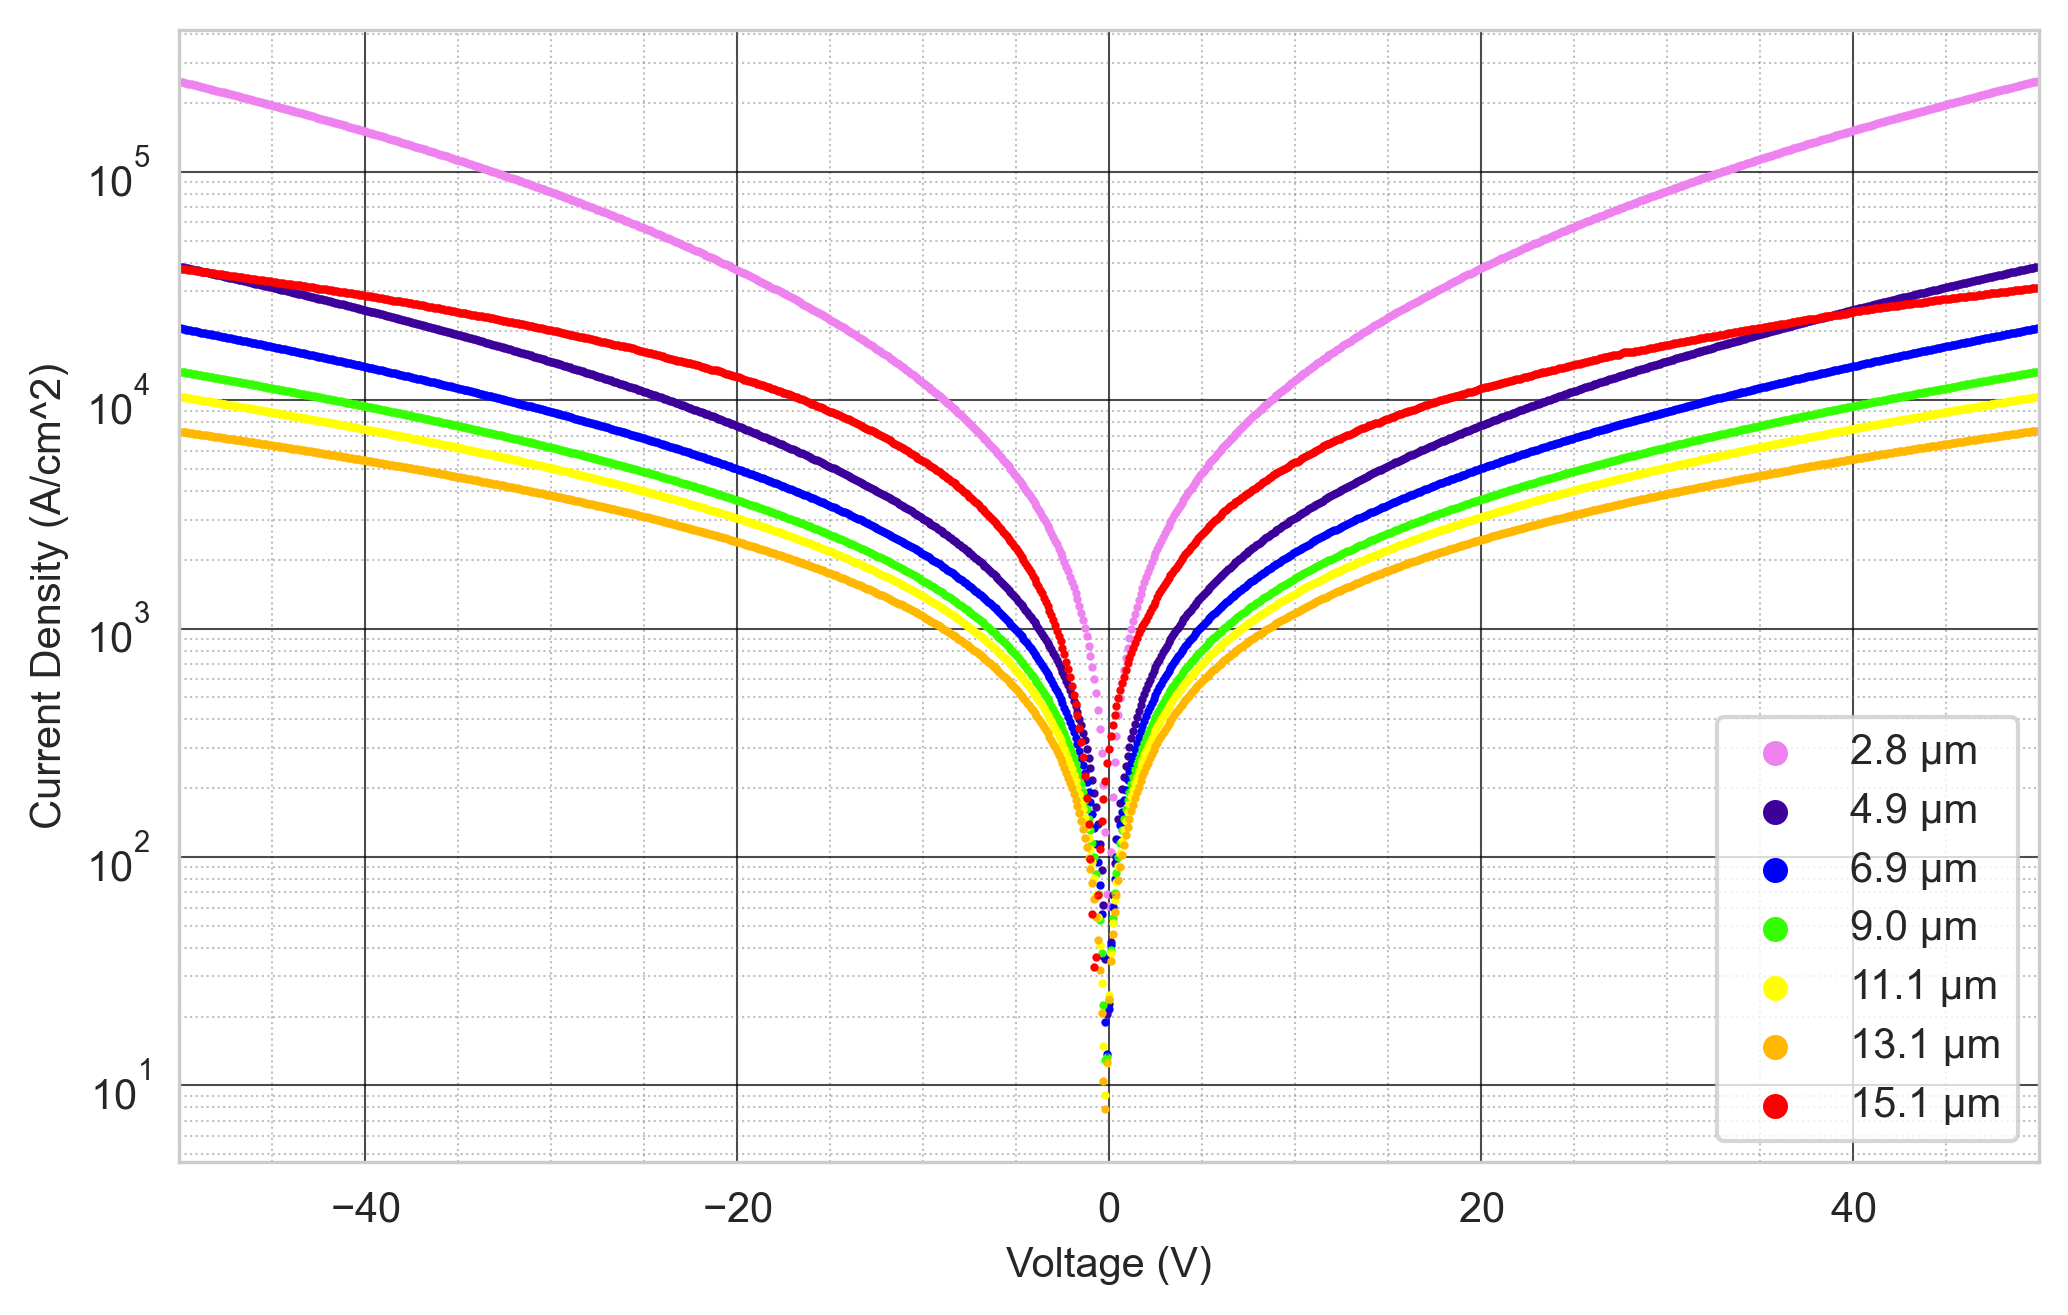 Current Density (A/cm^2)
10^5
10^4
10^3
10^2
10^1
−40
−20
0
20
40
Voltage (V)
2.8 µm
4.9 µm
6.9 µm
9.0 µm
11.1 µm
13.1 µm
15.1 µm